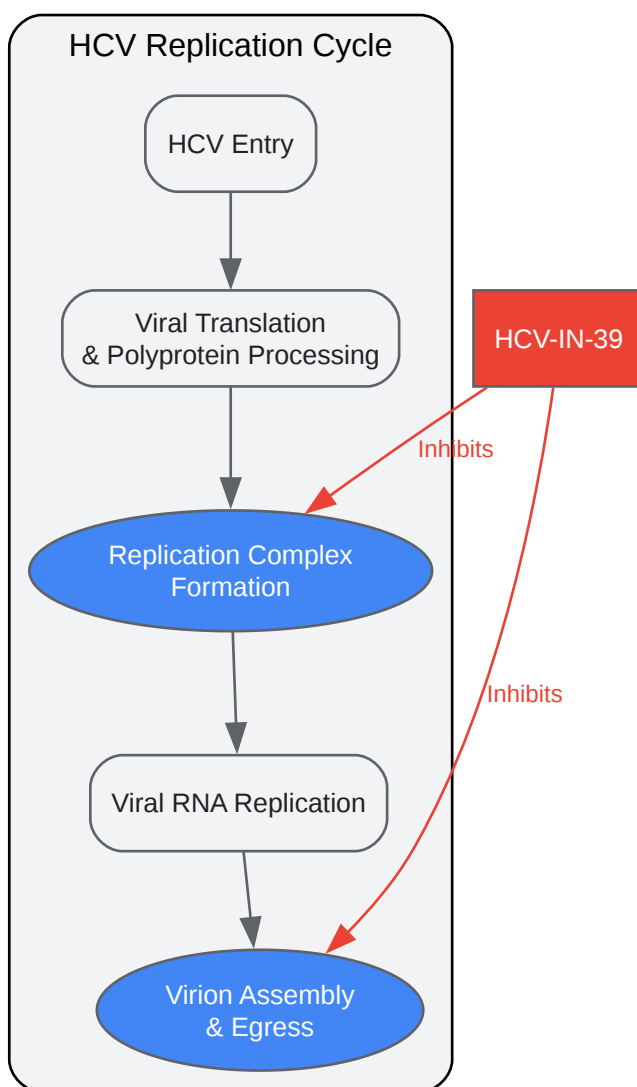 HCV Replication Cycle
HCV Entry
Viral Translation
& Polyprotein Processing
HCV-IN-39
Inhibits
Replication Complex
Formation
Inhibits
Viral RNA Replication
Virion Assembly
& Egress